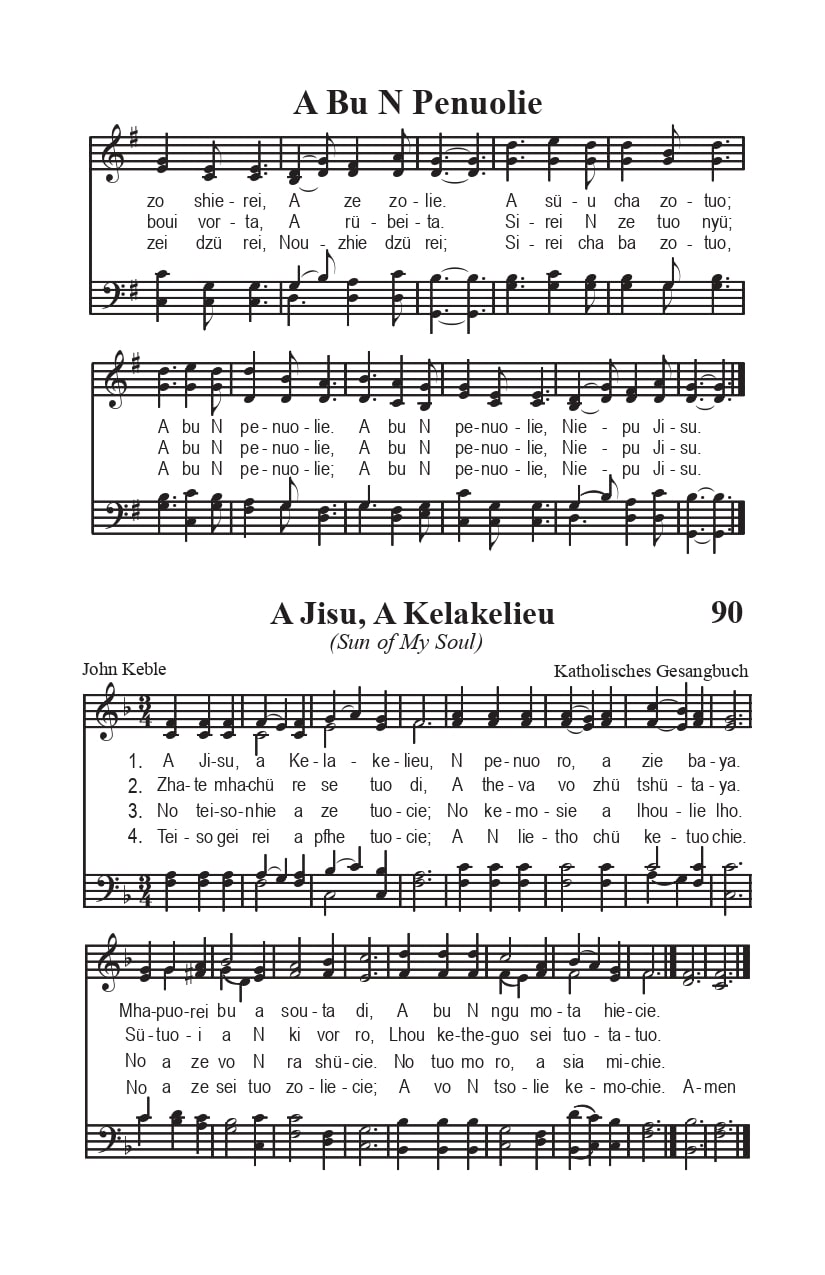 A Bu N Penuolie
zo shie-rei, A ze zo-lie. A sü-u cha zo-tuo;
boui vor-ta, A rü-bei-ta. Si-rei N ze tuo nyü;
zei dzü rei, Nou-zhie dzü rei; Si-rei cha ba zo-tuo,
A bu N pe-nuo-lie. A bu N pe-nuo-lie, Nie-pu Ji-su.
A bu N pe-nuo-lie, A bu N pe-nuo-lie, Nie-pu Ji-su.
A bu N pe-nuo-lie; A bu N pe-nuo-lie, Nie-pu Ji-su.
A Jisu, A Kelakelieu 90
(Sun of My Soul)
John Keble Katholisches Gesangbuch
1. A Ji-su, a Ke-la-ke-lieu, N pe-nuo ro, a zie ba-ya.
2. Zha-te mha-chü re se tuo di, A the-va vo zhü tshü-ta-ya.
3. No tei-so-nhie a ze tuo-cie; No ke-mo-sie a lhou-lie lho.
4. Tei-so gei rei a pfhe tuo-cie; A N lie-tho chü ke-tuo chie.
Mha-puo-rei bu a sou-ta di, A bu N ngu mo-ta hie-cie.
Sü-tuo-i a N ki vor ro, Lhou ke-the-guo sei tuo-ta-tuo.
No a ze vo N ra shü-cie. No tuo mo ro, a sia mi-chie.
No a ze sei tuo zo-lie-cie; A vo N tso-lie ke-mo-chie. A-men